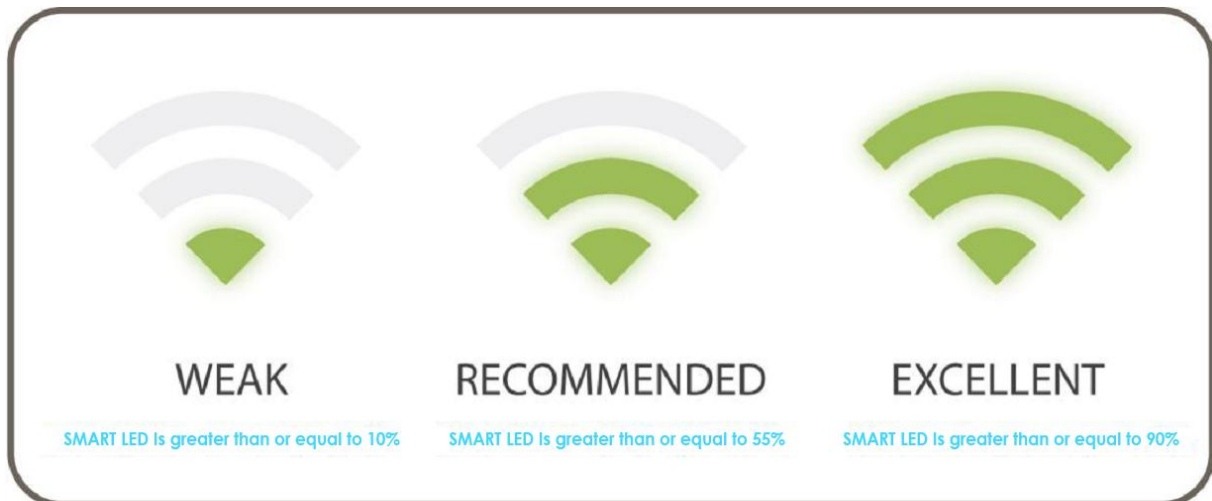 WEAK
RECOMMENDED
EXCELLENT
SMART LED is greater than or equal to 10%
SMART LED is greater than or equal to 55%
SMART LED is greater than or equal to 90%